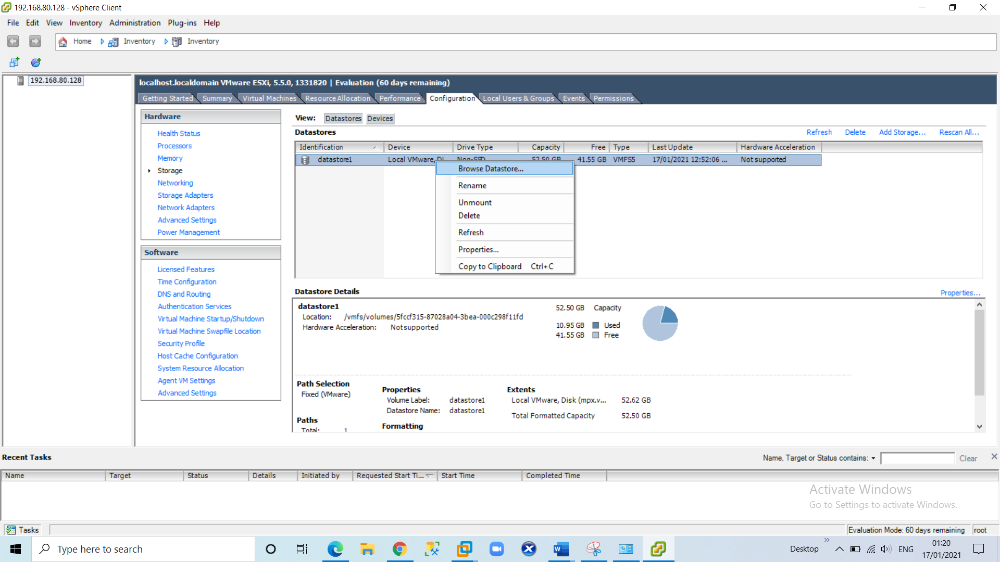 192.168.80.128 - vSphere Client
File Edit View Inventory Administration Plug-ins Help
Home Inventory Inventory
192.168.80.128
localhost.localdomain VMware ESXi, 5.5.0, 1331820 | Evaluation (60 days remaining)
Getting Started Summary Virtual Machines Resource Allocation Performance Configuration Local Users & Groups Events Permissions
Hardware
Health Status
Processors
Memory
Storage
Networking
Storage Adapters
Network Adapters
Advanced Settings
Power Management
Software
Licensed Features
Time Configuration
DNS and Routing
Authentication Services
Virtual Machine Startup/Shutdown
Virtual Machine Swapfile Location
Security Profile
Host Cache Configuration
System Resource Allocation
Agent VM Settings
Advanced Settings
View: Datastores Devices
Datastores Refresh Delete Add Storage... Rescan All...
Identification Device Drive Type Capacity Free Type Last Update Hardware Acceleration
datastore1 Local VMware, Di Non-SSD 52.50 GB 41.55 GB VMFS5 17/01/2021 12:52:06 ... Not supported
Browse Datastore...
Rename
Unmount
Delete
Refresh
Properties...
Copy to Clipboard Ctrl+C
Datastore Details Properties...
datastore1 52.50 GB Capacity
Location: /vmfs/volumes/5fccf315-87028a04-3bea-000c298f11fd
Hardware Acceleration: Not supported
10.95 GB Used
41.55 GB Free
Path Selection
Fixed (VMware)
Paths
Total: 1
Properties
Volume Label: datastore1
Datastore Name: datastore1
Formatting
Extents
Local VMware, Disk (mpx.v... 52.62 GB
Total Formatted Capacity 52.50 GB
Recent Tasks Name, Target or Status contains: Clear
Name Target Status Details Initiated by Requested Start Ti... Start Time Completed Time
Activate Windows
Go to Settings to activate Windows.
Tasks Evaluation Mode: 60 days remaining root
Type here to search Desktop ENG 01:20
17/01/2021